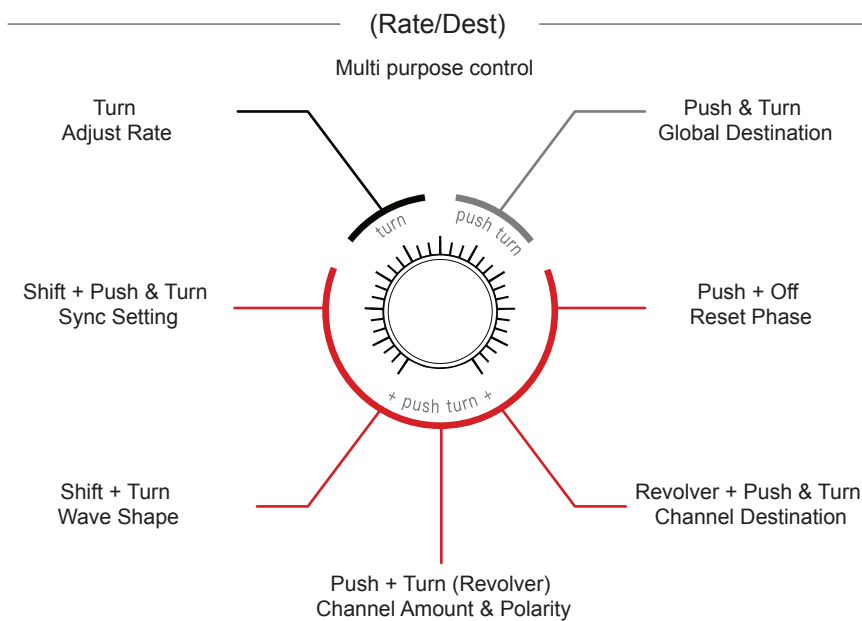 (Rate/Dest)
Multi purpose control
Turn
Adjust Rate
Push & Turn
Global Destination
turn
push turn
Shift + Push & Turn
Sync Setting
Push + Off
Reset Phase
+ push turn +
Shift + Turn
Wave Shape
Revolver + Push & Turn
Channel Destination
Push + Turn (Revolver)
Channel Amount & Polarity